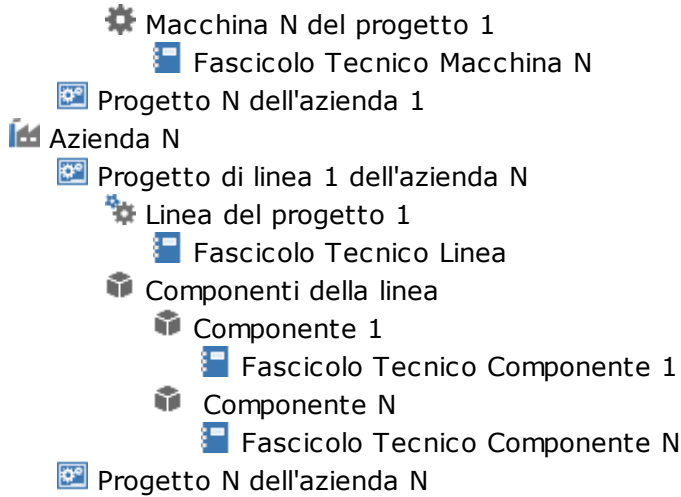 Macchina N del progetto 1
Fascicolo Tecnico Macchina N
Progetto N dell'azienda 1
Azienda N
Progetto di linea 1 dell'azienda N
Linea del progetto 1
Fascicolo Tecnico Linea
Componenti della linea
Componente 1
Fascicolo Tecnico Componente 1
Componente N
Fascicolo Tecnico Componente N
Progetto N dell'azienda N